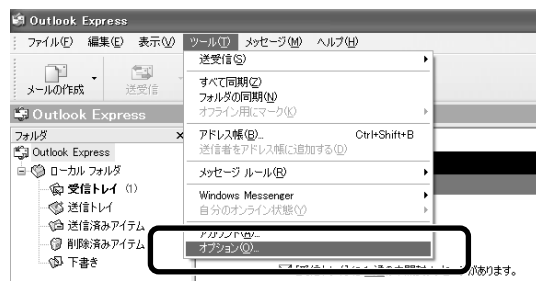 Outlook Express
ファイル(F) 編集(E) 表示(V) ツール(T) メッセージ(M) ヘルプ(H)
メールの作成 送受信
Outlook Express
フォルダ ×
Outlook Express
ローカル フォルダ
受信トレイ (1)
送信トレイ
送信済みアイテム
削除済みアイテム
下書き
送受信(S)
すべて同期(Z)
フォルダの同期(N)
オフライン用にマーク(K)
アドレス帳(B)... Ctrl+Shift+B
送信者をアドレス帳に追加する(D)
メッセージ ルール(R)
Windows Messenger
自分のオンライン状態(Y)
アカウント(A)...
オプション(O)...
があります。